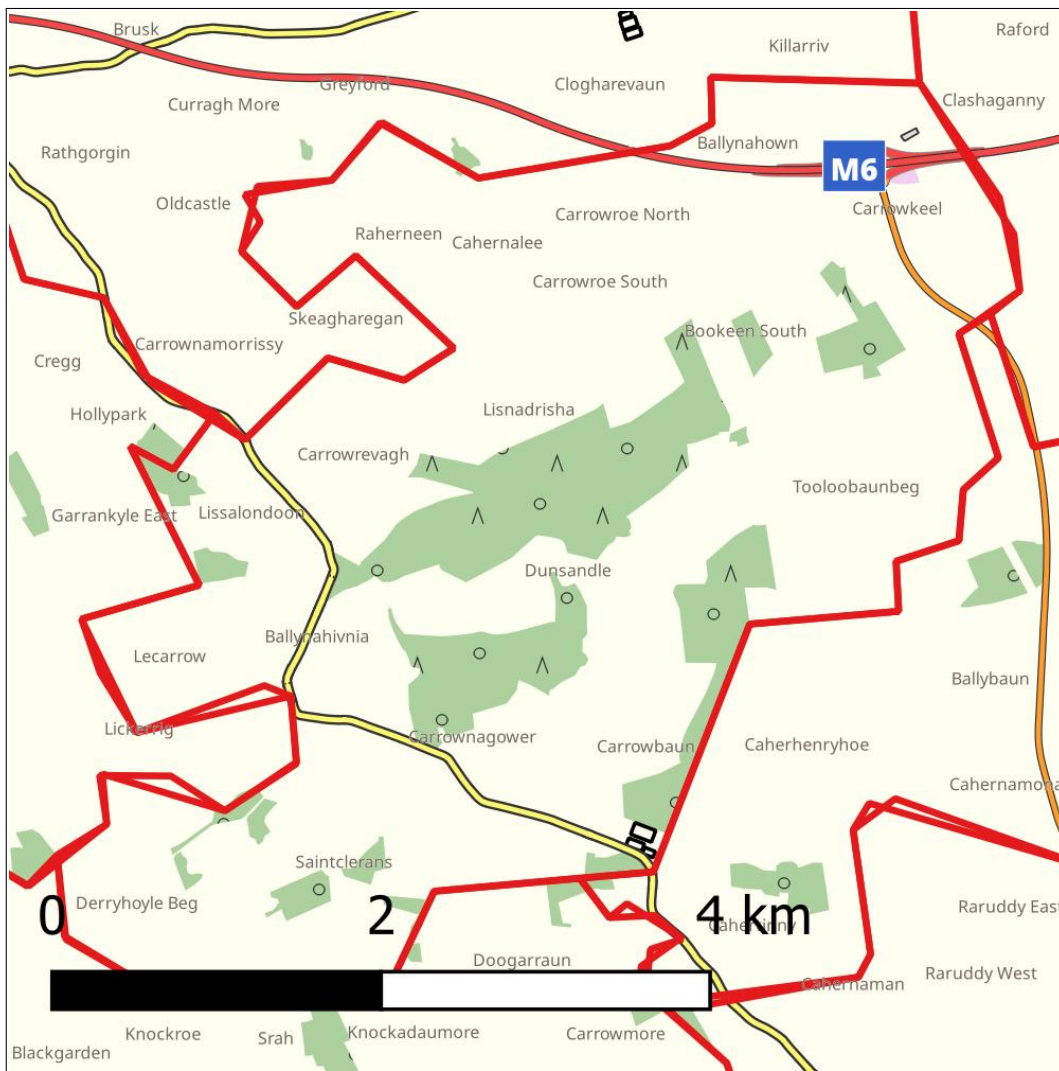 Brusk
Raford
Killarriv
Greyford
Clogharevaun
Curragh More
Clashaganny
Ballynahown
Rathgorgin
M6
Oldcastle
Carrowroe North
Carrowkeel
Raherneen
Cahernalee
Carrowroe South
Skeagharegan
Bookeen South
Carrownamorrissy
Cregg
Hollypark
Lisnadrisha
Carrowrevagh
Tooloobaunbeg
Garrankyle East
Lissalondoon
Dunsandle
Ballynahivnia
Lecarrow
Ballybaun
Lickerrig
Carrownagower
Carrowbaun
Caherhenryhoe
Cahernamona
Saintclerans
Derryhoyle Beg
Raruddy East
0
2
4 km
Caherhinny
Doogarraun
Raruddy West
Cahernaman
Knockroe
Srah
Knockadaumore
Carrowmore
Blackgarden